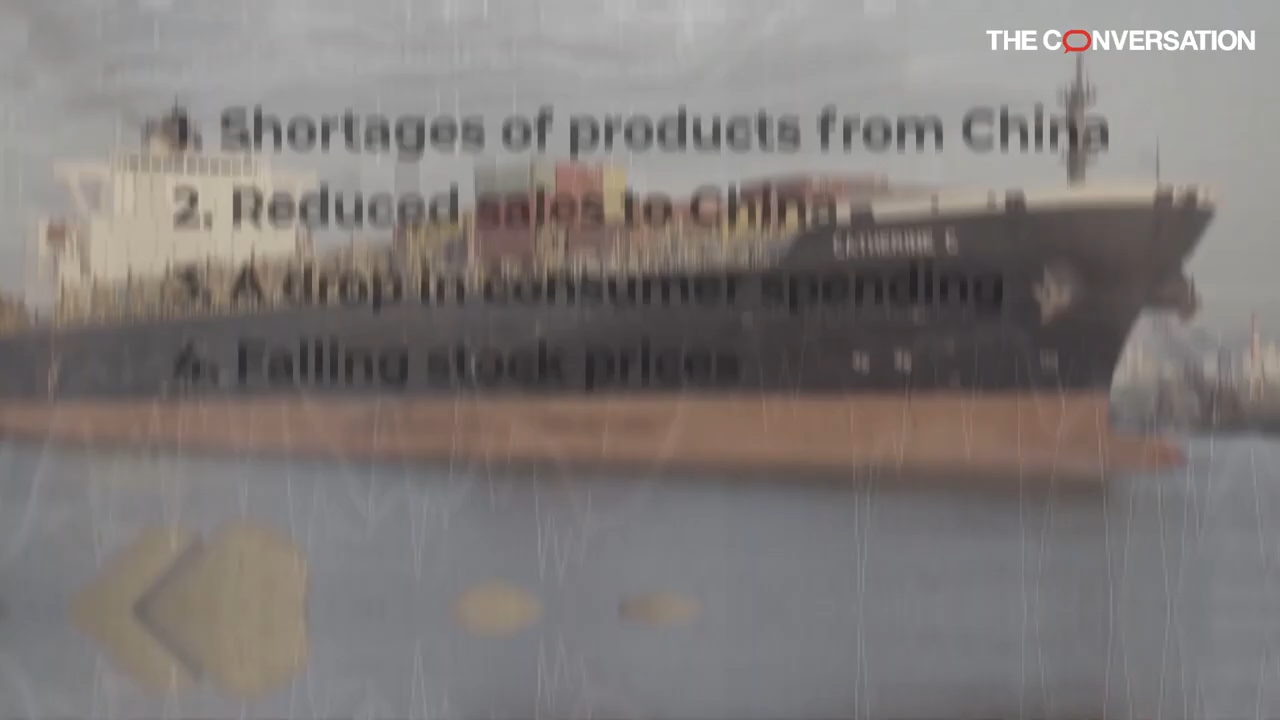 THE CONVERSATION
1. Shortages of products from China
2. Reduced sales to China
3. A drop in consumer spending
4. Falling stock prices